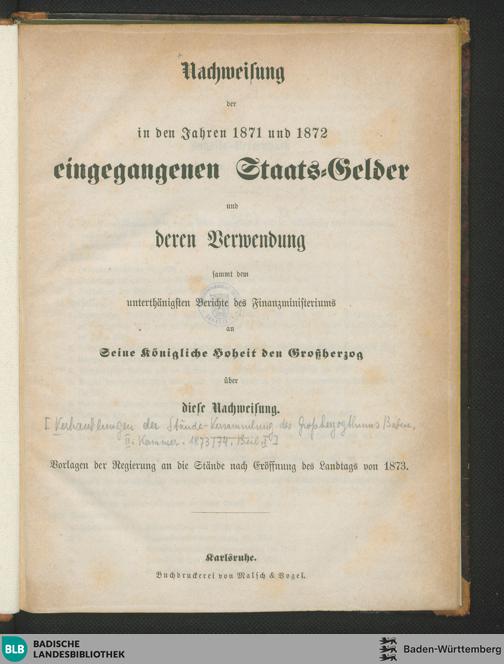 Nachweisung
der
in den Jahren 1871 und 1872
eingegangenen Staats-Gelder
und
deren Verwendung
sammt dem
unterthänigsten Berichte des Finanzministeriums
an
Seine Königliche Hoheit den Großherzog
über
diese Nachweisung.
[Verhandlungen der Stände-Versammlung des Großherzogthums Baden,
II. Kammer. 1873/74. Beil.]
Vorlagen der Regierung an die Stände nach Eröffnung des Landtags von 1873.
Karlsruhe.
Buchdruckerei von Malsch & Vogel.
BLB BADISCHE
LANDESBIBLIOTHEK
Baden-Württemberg